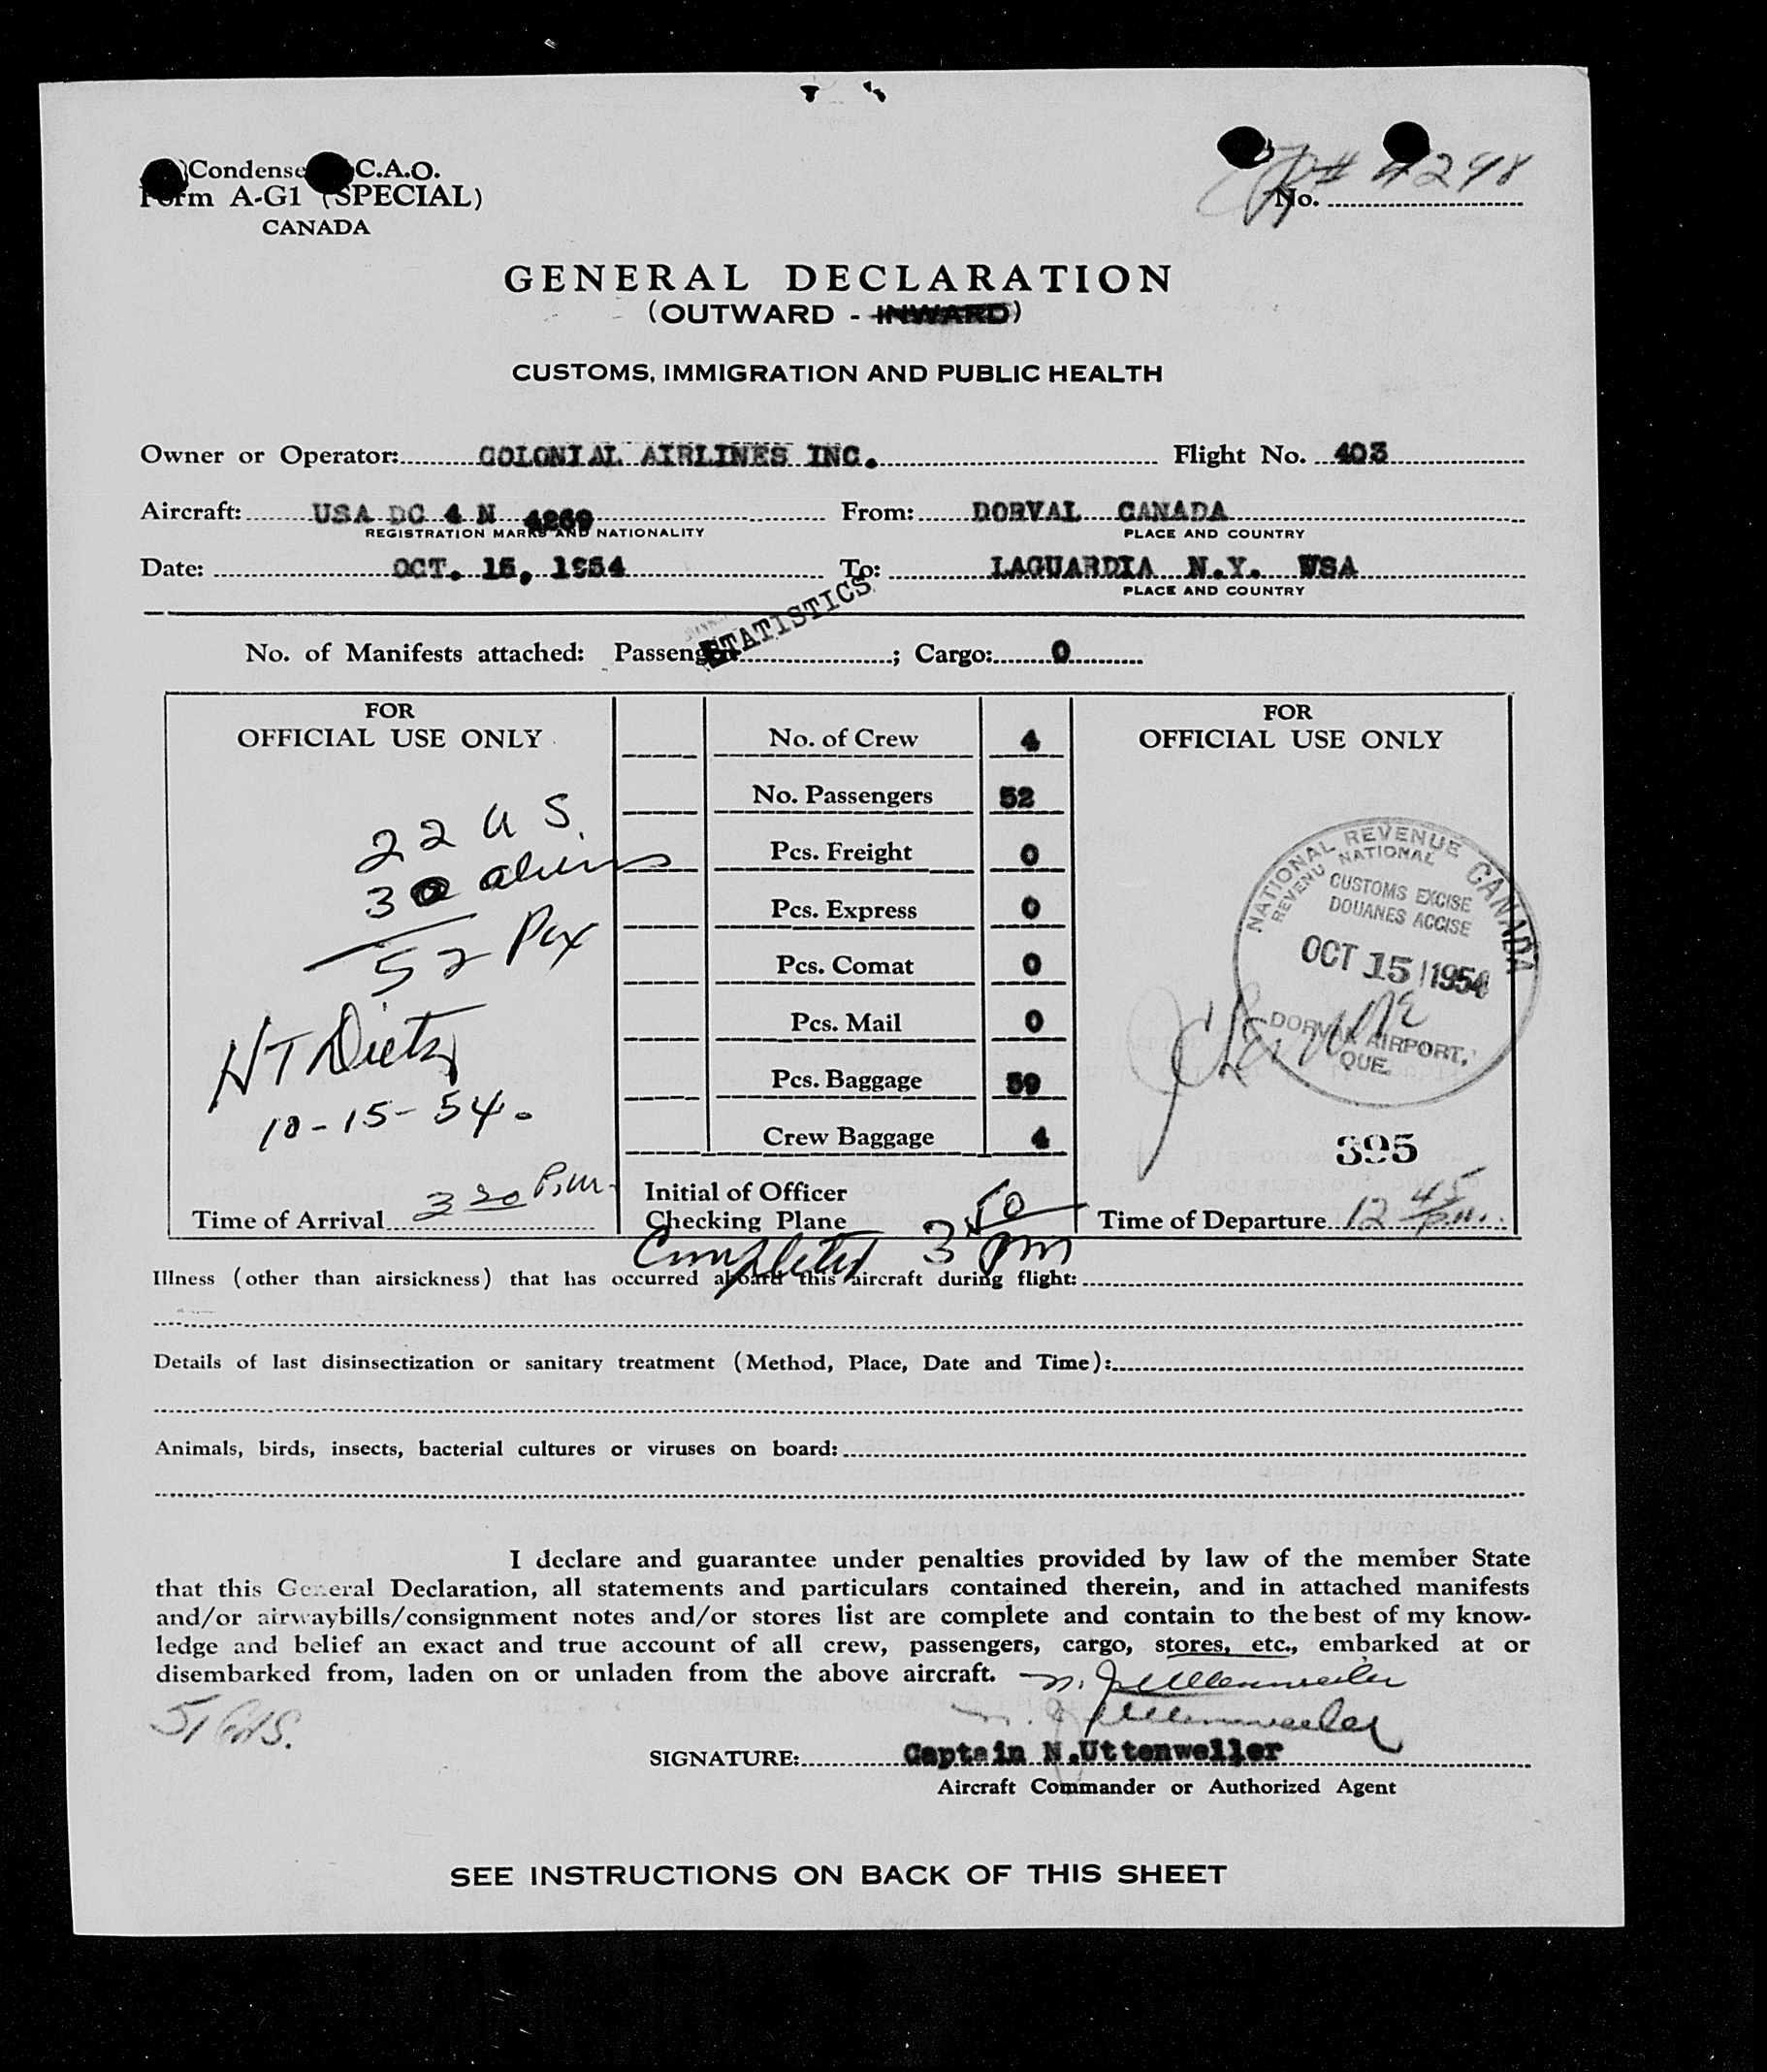 Condense C.A.O.
Form A-G1 (SPECIAL)
CANADA
No. 4298
GENERAL DECLARATION
(OUTWARD - INWARD)
CUSTOMS, IMMIGRATION AND PUBLIC HEALTH
Owner or Operator: COLONIAL AIRLINES INC. Flight No. 403
Aircraft: USA DC 4 N 4269 From: DORVAL CANADA
REGISTRATION MARKS AND NATIONALITY PLACE AND COUNTRY
Date: OCT. 15, 1954 To: LAGUARDIA N.Y. USA
PLACE AND COUNTRY
STATISTICS
No. of Manifests attached: Passenger ; Cargo: 0
FOR
OFFICIAL USE ONLY
22 U S.
30 aliens
52 Pax
HT Dietz
10-15-54.
Time of Arrival 3 20 P.M.
No. of Crew 4
No. Passengers 52
Pcs. Freight 0
Pcs. Express 0
Pcs. Comat 0
Pcs. Mail 0
Pcs. Baggage 59
Crew Baggage 4
Initial of Officer
Checking Plane
Completed 3 50 pm
FOR
OFFICIAL USE ONLY
NATIONAL REVENUE CANADA
REVENU NATIONAL
CUSTOMS EXCISE
DOUANES ACCISE
OCT 15 1954
DORVAL AIRPORT,
QUE.
395
Time of Departure 12 45 p.m.
Illness (other than airsickness) that has occurred aboard this aircraft during flight:
Details of last disinsectization or sanitary treatment (Method, Place, Date and Time):
Animals, birds, insects, bacterial cultures or viruses on board:
I declare and guarantee under penalties provided by law of the member State
that this General Declaration, all statements and particulars contained therein, and in attached manifests
and/or airwaybills/consignment notes and/or stores list are complete and contain to the best of my know-
ledge and belief an exact and true account of all crew, passengers, cargo, stores, etc., embarked at or
disembarked from, laden on or unladen from the above aircraft.
SIGNATURE: Captain N.Uttenweller
Aircraft Commander or Authorized Agent
SEE INSTRUCTIONS ON BACK OF THIS SHEET